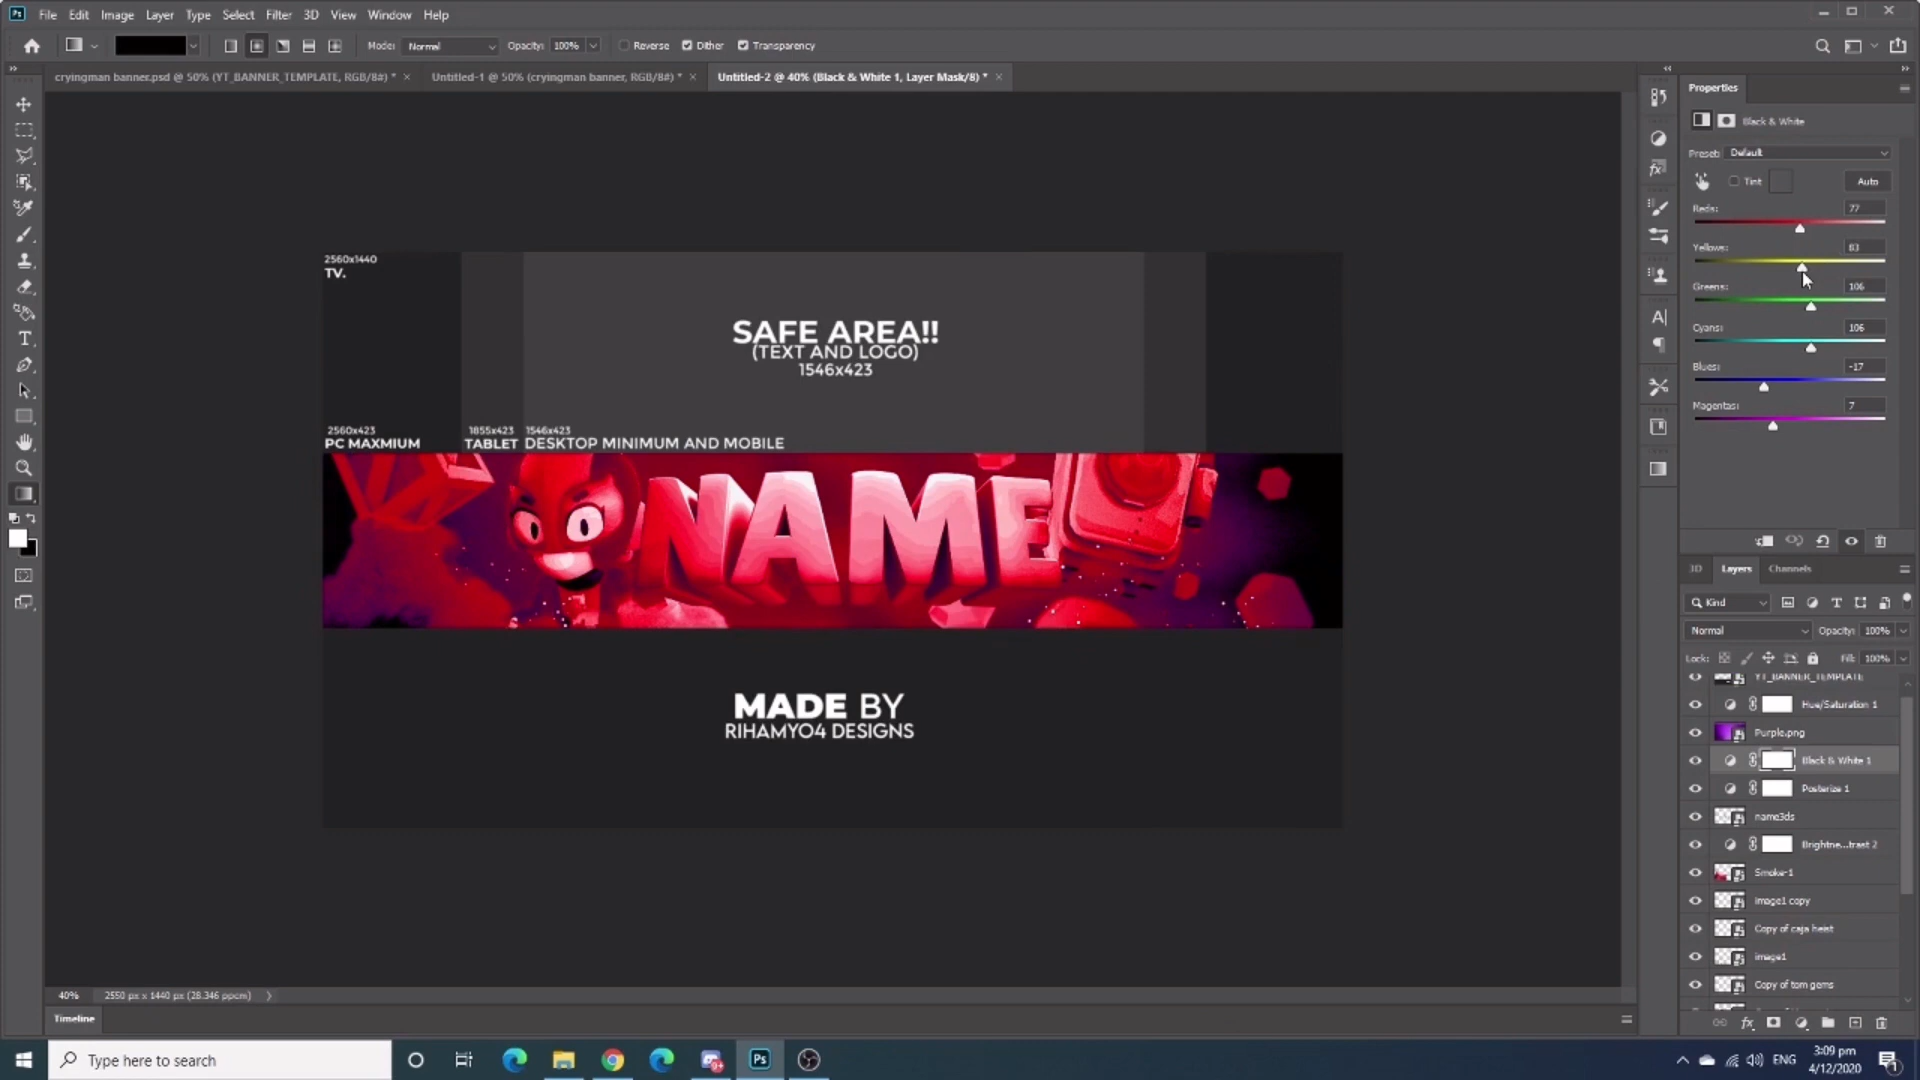 File Edit Image Layer Type Select Filter 3D View Window Help
Mode: Normal Opacity: 100% Reverse Dither Transparency
cryingman banner.psd @ 50% (YT_BANNER_TEMPLATE, RGB/8#) * Untitled-1 @ 50% (cryingman banner, RGB/8#) * Untitled-2 @ 40% (Black & White 1, Layer Mask/8) *
Properties
Black & White
Preset: Default
Tint Auto
Reds: 77
Yellows: 83
Greens: 106
Cyans: 106
Blues: -17
Magentas: 7
2560x1440
TV.
SAFE AREA!!
(TEXT AND LOGO)
1546x423
2560x423 1855x423 1546x423
PC MAXMIUM TABLET DESKTOP MINIMUM AND MOBILE
NAME
MADE BY
RIHAMYO4 DESIGNS
3D Layers Channels
Kind
Normal Opacity: 100%
Lock: Fill: 100%
YT_BANNER_TEMPLATE
Hue/Saturation 1
Purple.png
Black & White 1
Posterize 1
name3ds
Brightne...trast 2
Smoke-1
image1 copy
Copy of caja heist
image1
Copy of tom gems
40% 2550 px x 1440 px (28.346 ppcm)
Timeline
Type here to search
Ps
ENG
3:09 pm
4/12/2020